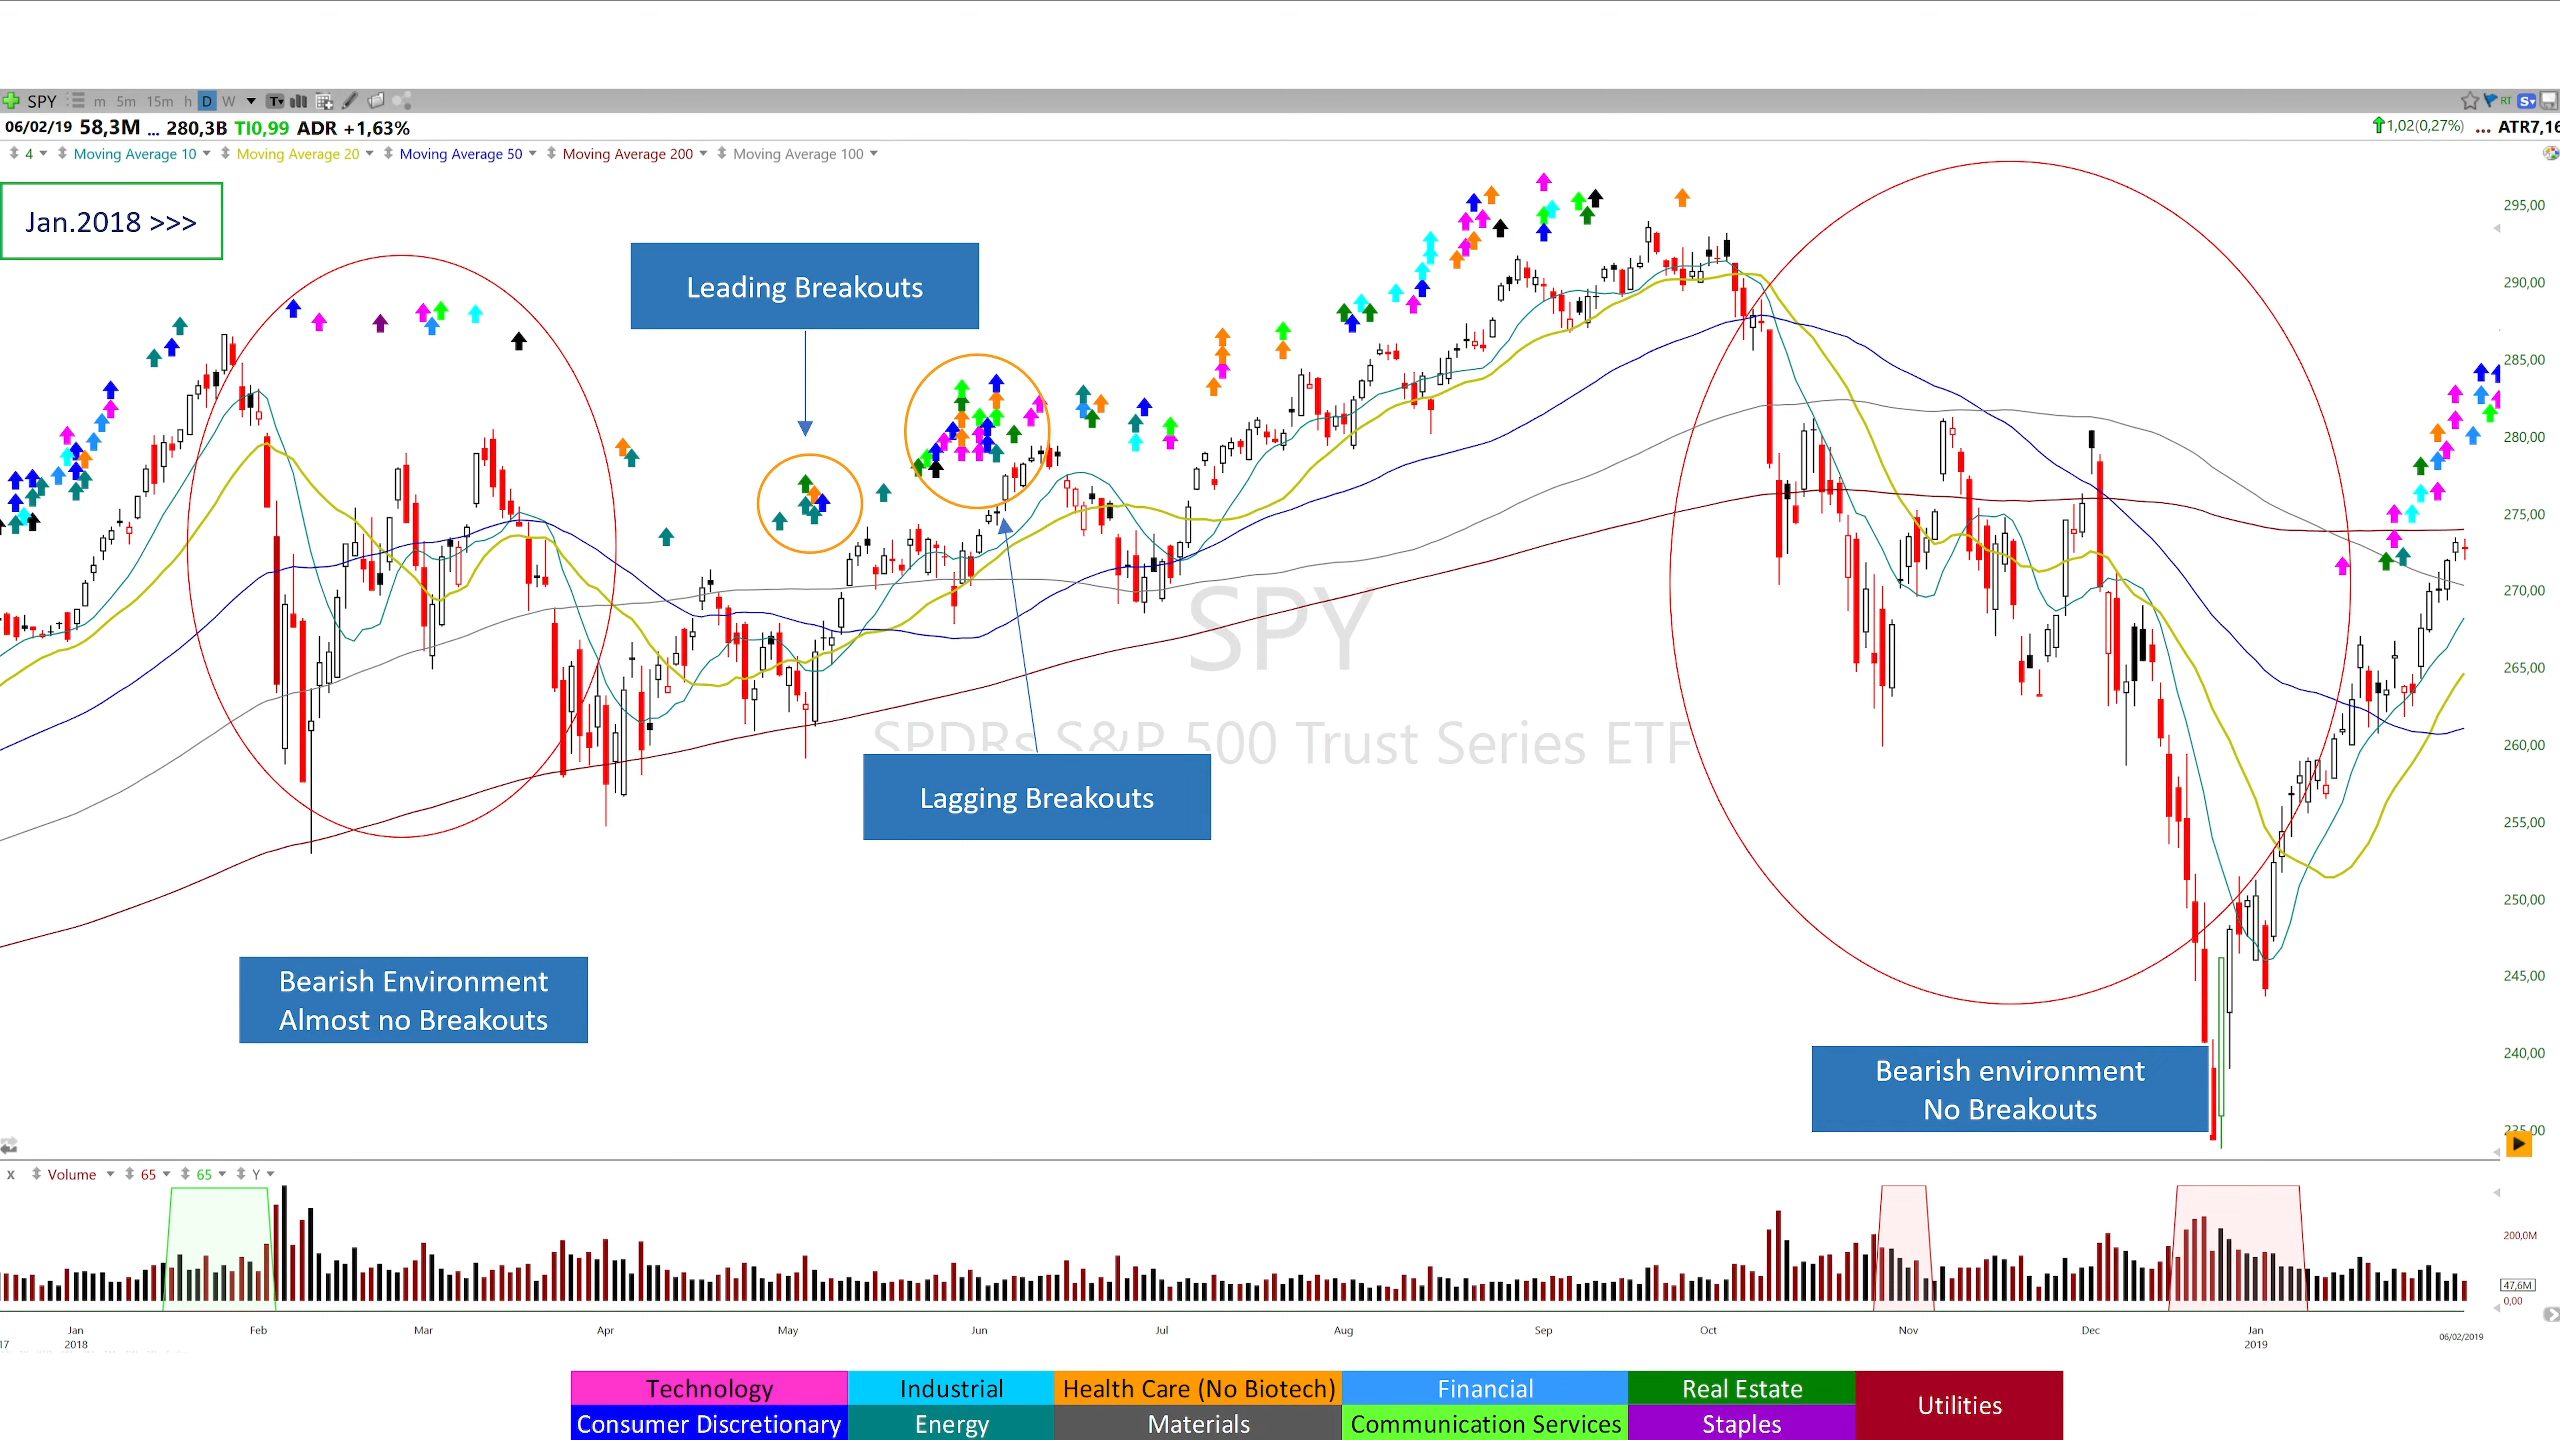 SPY m 5m 15m h D W T RT S
06/02/19 58,3M ... 280,3B TI0,99 ADR +1,63% 1,02(0,27%) ... ATR7,16
4 Moving Average 10 Moving Average 20 Moving Average 50 Moving Average 200 Moving Average 100
Jan.2018 >>>
Leading Breakouts
Lagging Breakouts
Bearish Environment
Almost no Breakouts
Bearish environment
No Breakouts
SPY
SPDRs S&P 500 Trust Series ETF
295,00
290,00
285,00
280,00
275,00
270,00
265,00
260,00
255,00
250,00
245,00
240,00
235,00
x Volume 65 65 Y
200,0M
47,6M
0,00
Jan Feb Mar Apr May Jun Jul Aug Sep Oct Nov Dec Jan 06/02/2019
17 2018 2019
Technology Industrial Health Care (No Biotech) Financial Real Estate Utilities
Consumer Discretionary Energy Materials Communication Services Staples